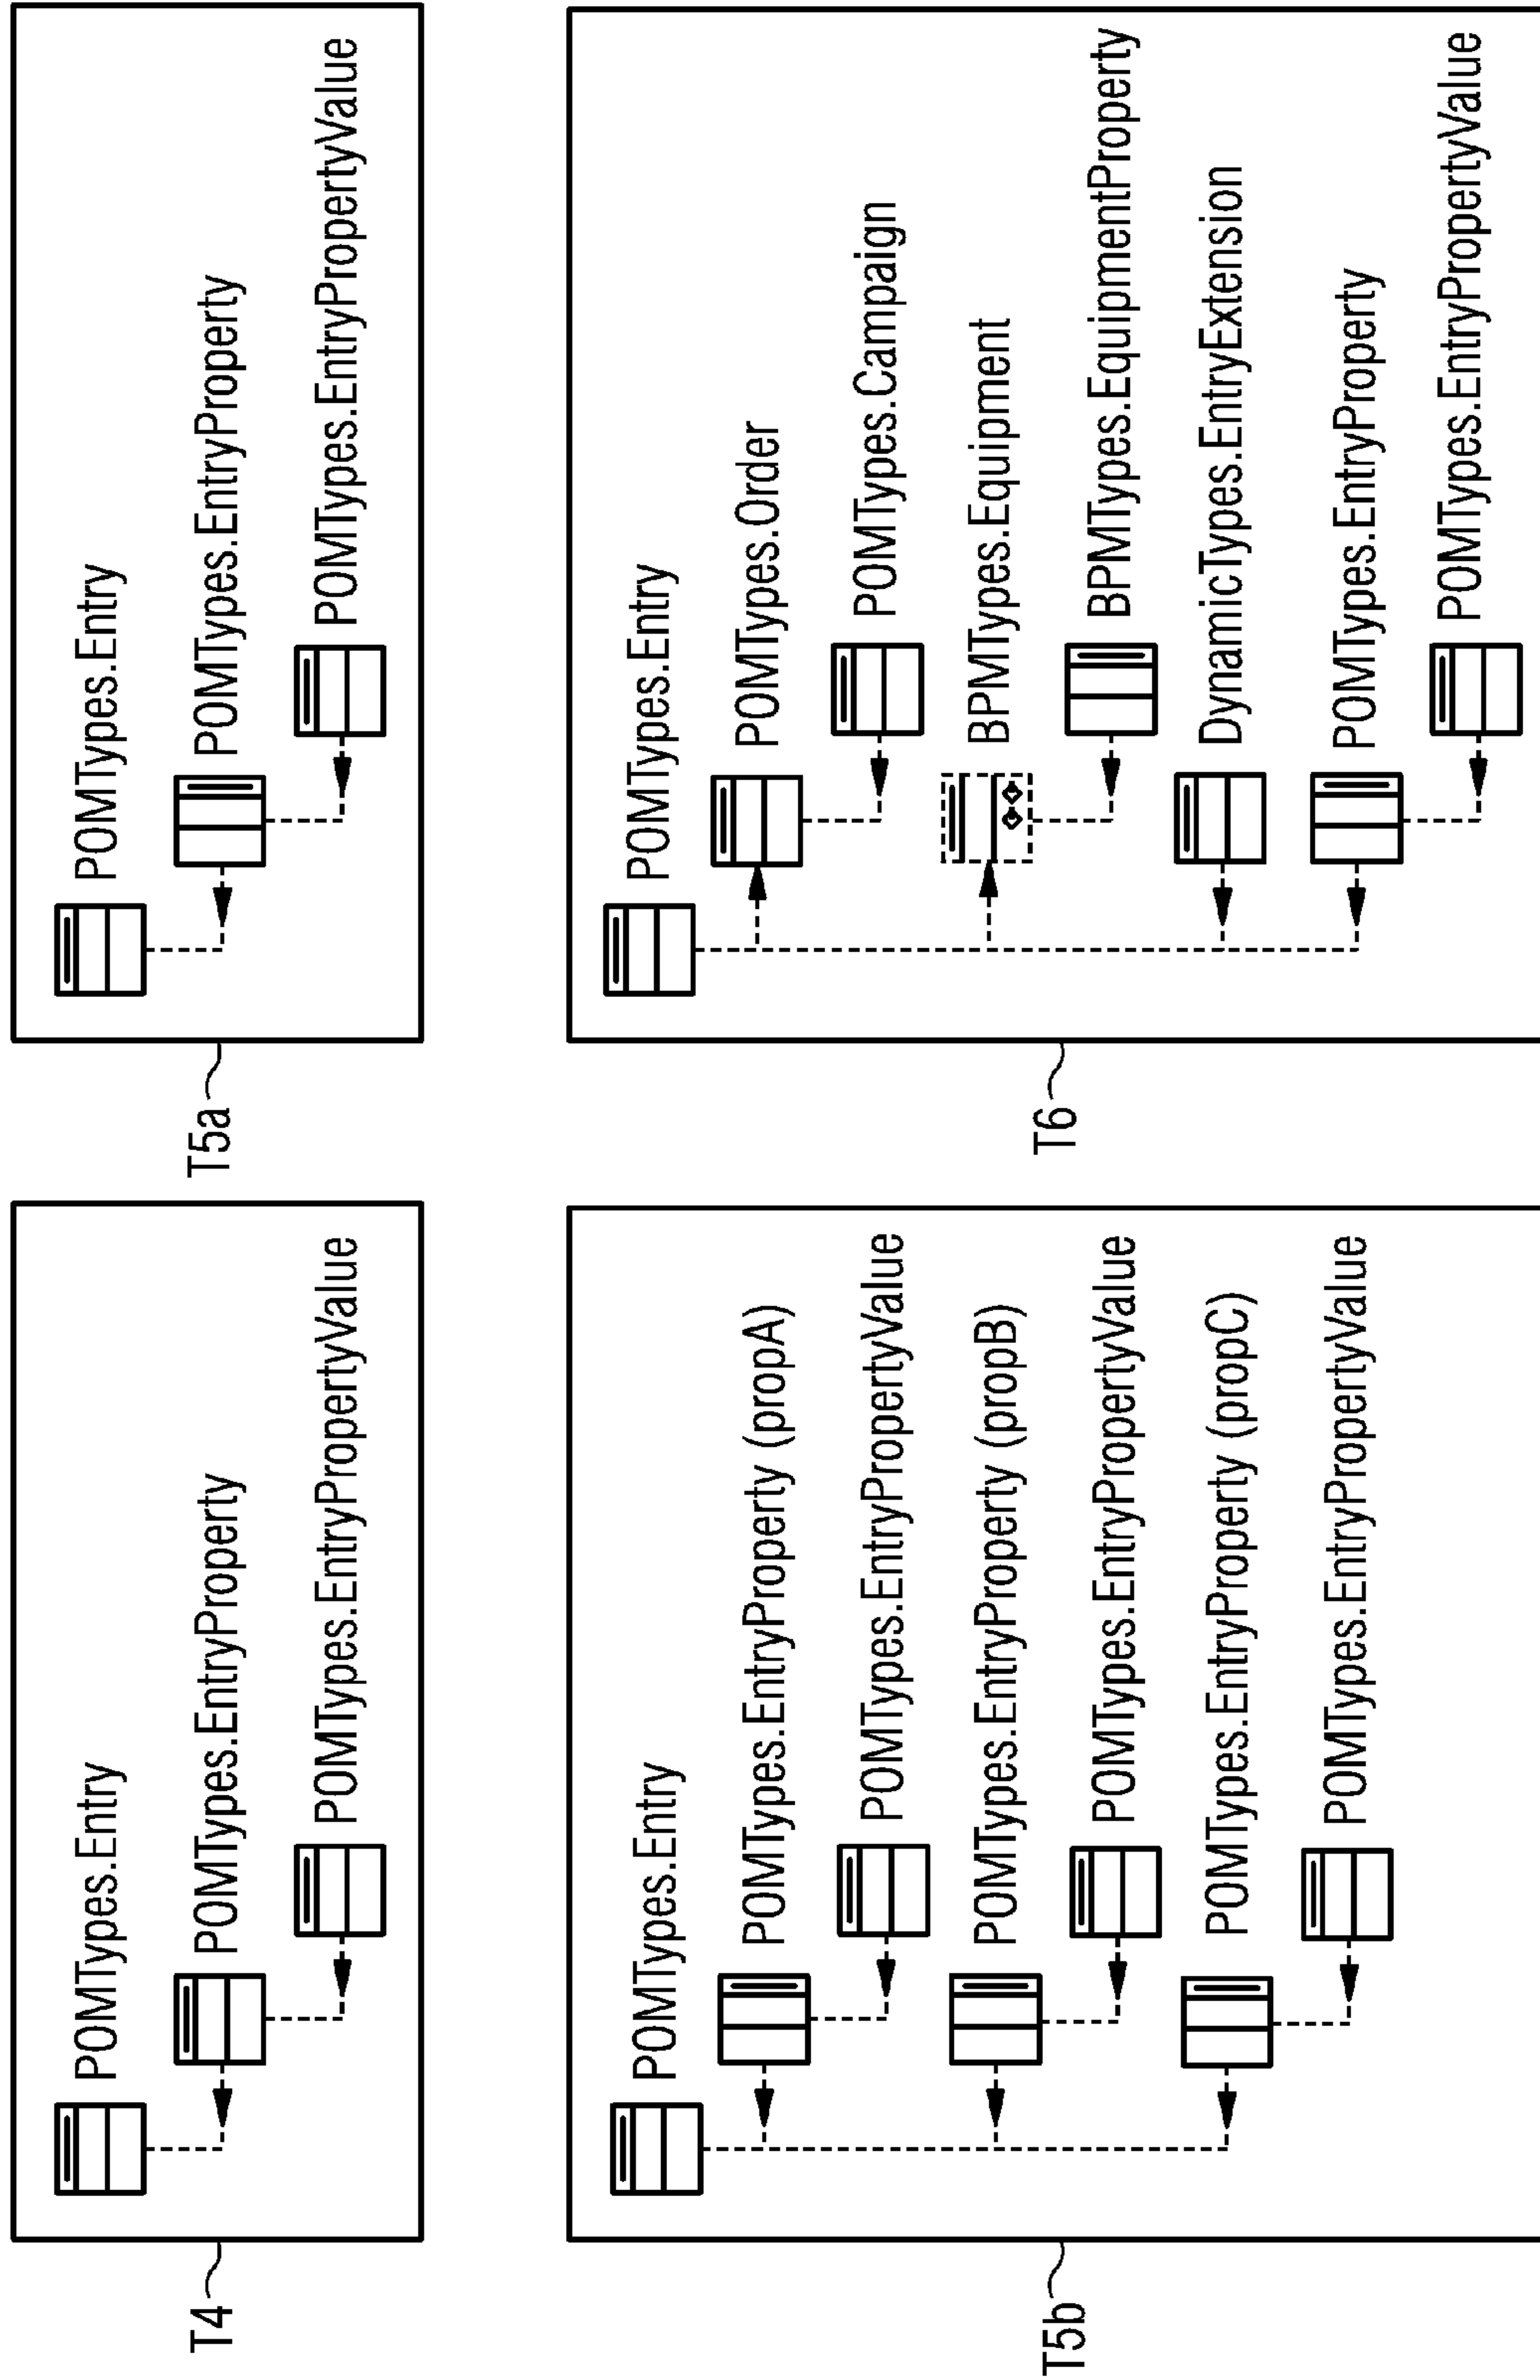 T4
POMTypes.Entry
POMTypes.EntryProperty
POMTypes.EntryPropertyValue
T5a
POMTypes.Entry
POMTypes.EntryProperty
POMTypes.EntryPropertyValue
T5b
POMTypes.Entry
POMTypes.EntryProperty (propA)
POMTypes.EntryPropertyValue
POMTypes.EntryProperty (propB)
POMTypes.EntryPropertyValue
POMTypes.EntryProperty (propC)
POMTypes.EntryPropertyValue
T6
POMTypes.Entry
POMTypes.Order
POMTypes.Campaign
BPMTypes.Equipment
BPMTypes.EquipmentProperty
DynamicTypes.EntryExtension
POMTypes.EntryProperty
POMTypes.EntryPropertyValue